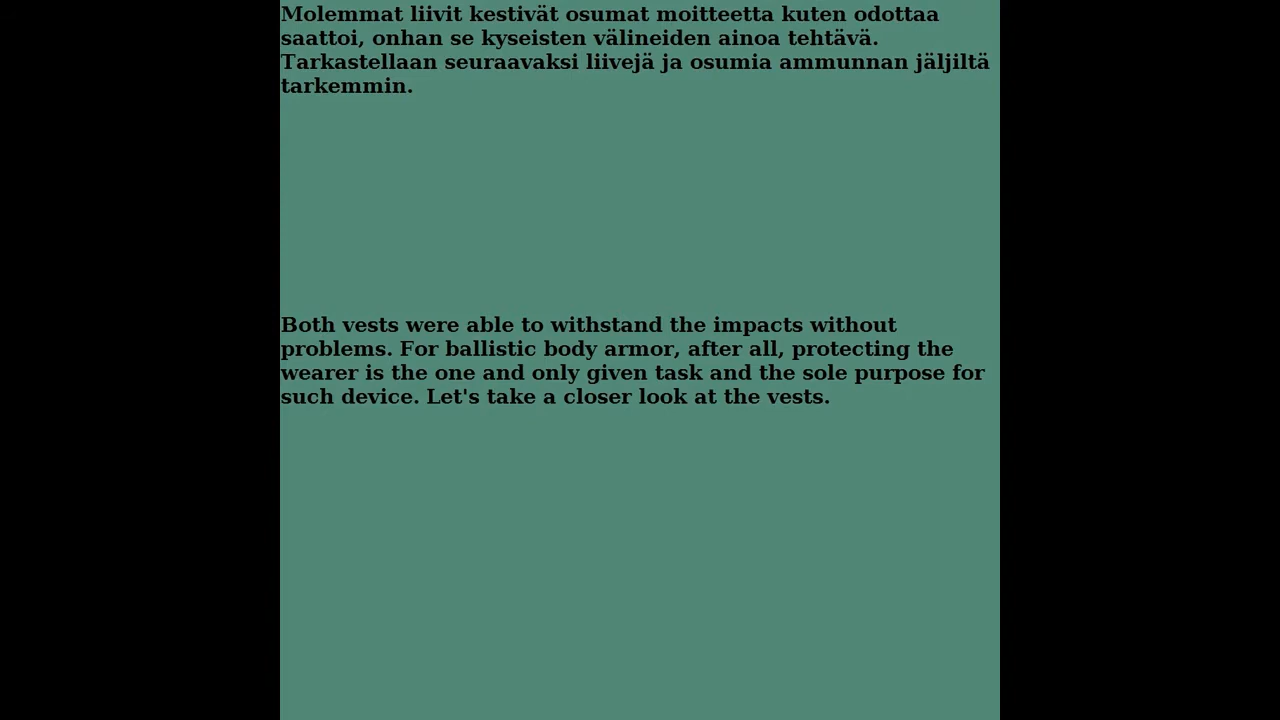 Molemmat liivit kestivät osumat moitteetta kuten odottaa
saattoi, onhan se kyseisten välineiden ainoa tehtävä.
Tarkastellaan seuraavaksi liivejä ja osumia ammunnan jäljiltä
tarkemmin.
Both vests were able to withstand the impacts without
problems. For ballistic body armor, after all, protecting the
wearer is the one and only given task and the sole purpose for
such device. Let's take a closer look at the vests.